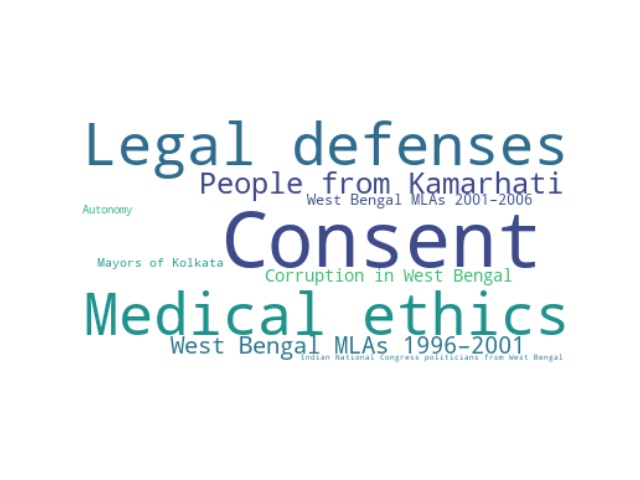 Legal defenses
People from Kamarhati
West Bengal MLAs 2001–2006
Autonomy
Consent
Mayors of Kolkata
Corruption in West Bengal
Medical ethics
West Bengal MLAs 1996–2001
Indian National Congress politicians from West Bengal